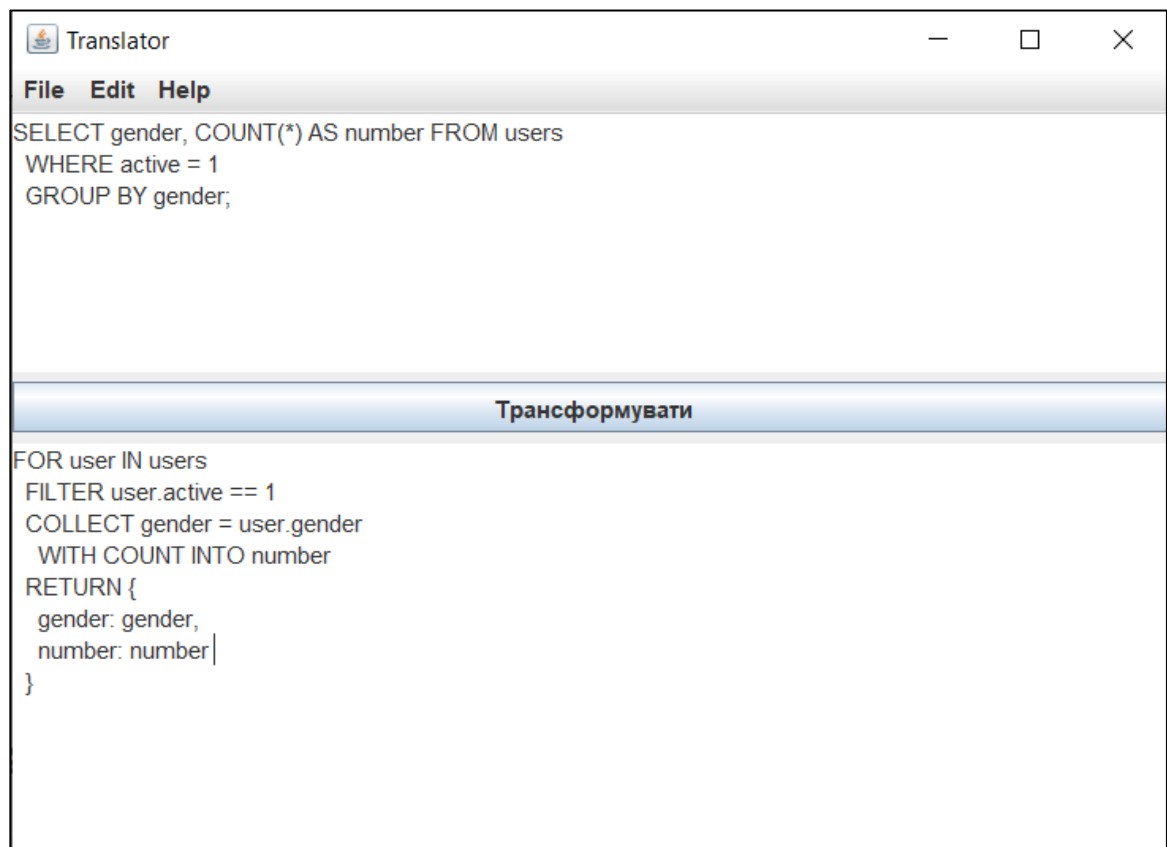 Translator
File Edit Help
SELECT gender, COUNT(*) AS number FROM users
WHERE active = 1
GROUP BY gender;
Трансформувати
FOR user IN users
FILTER user.active == 1
COLLECT gender = user.gender
WITH COUNT INTO number
RETURN {
gender: gender,
number: number
}